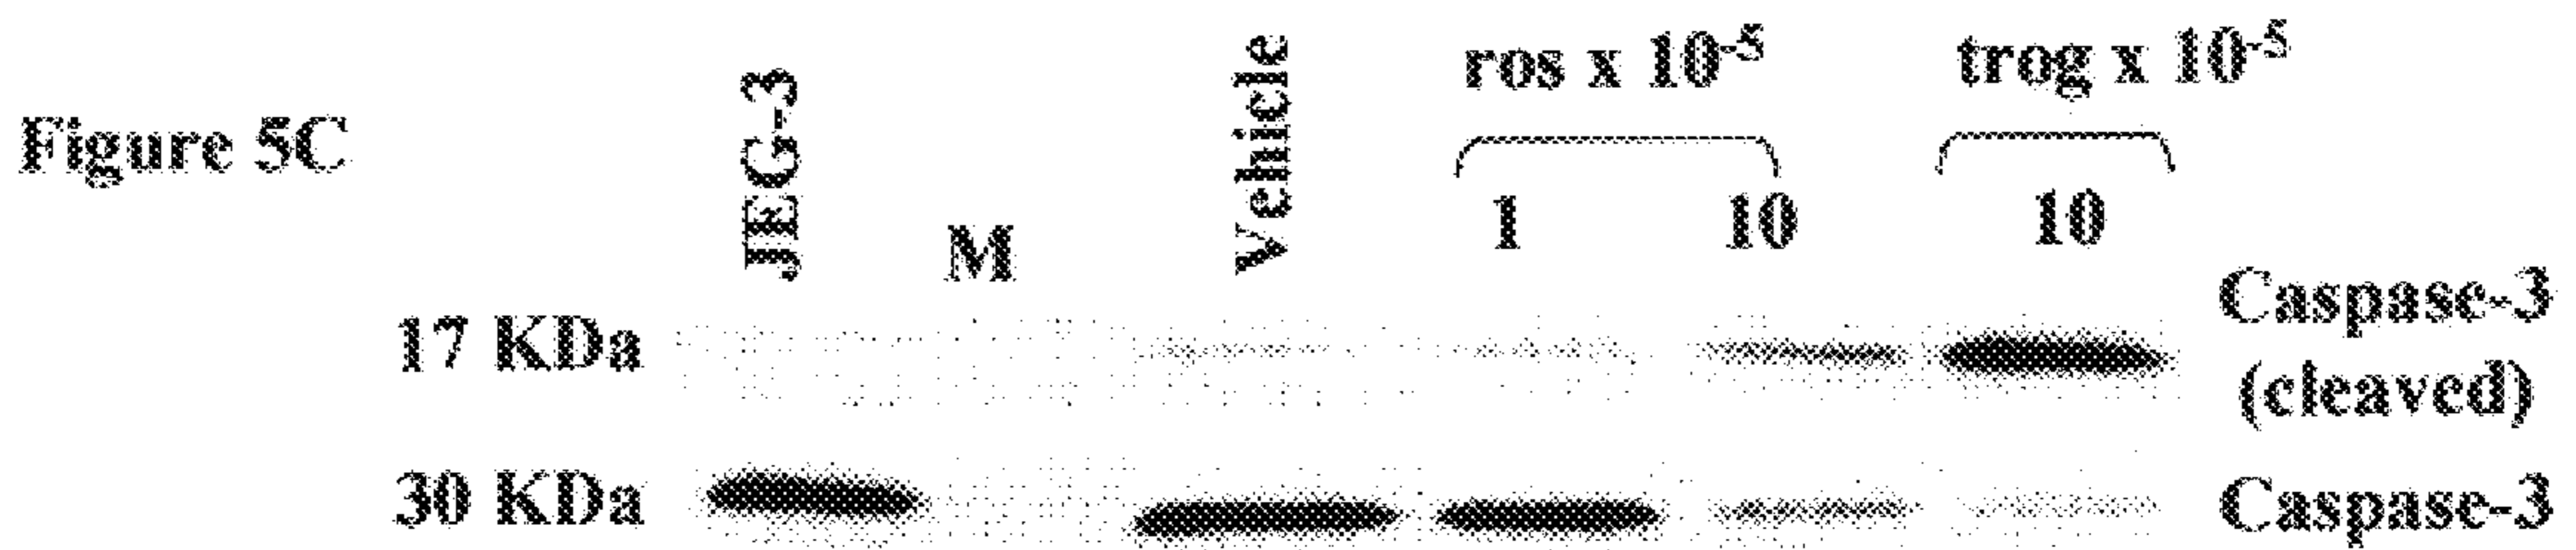 Figure 5C
JEG-3
M
Vehicle
ros x 10⁻⁵
trog x 10⁻⁵
1
10
10
17 KDa
Caspase-3
(cleaved)
30 KDa
Caspase-3